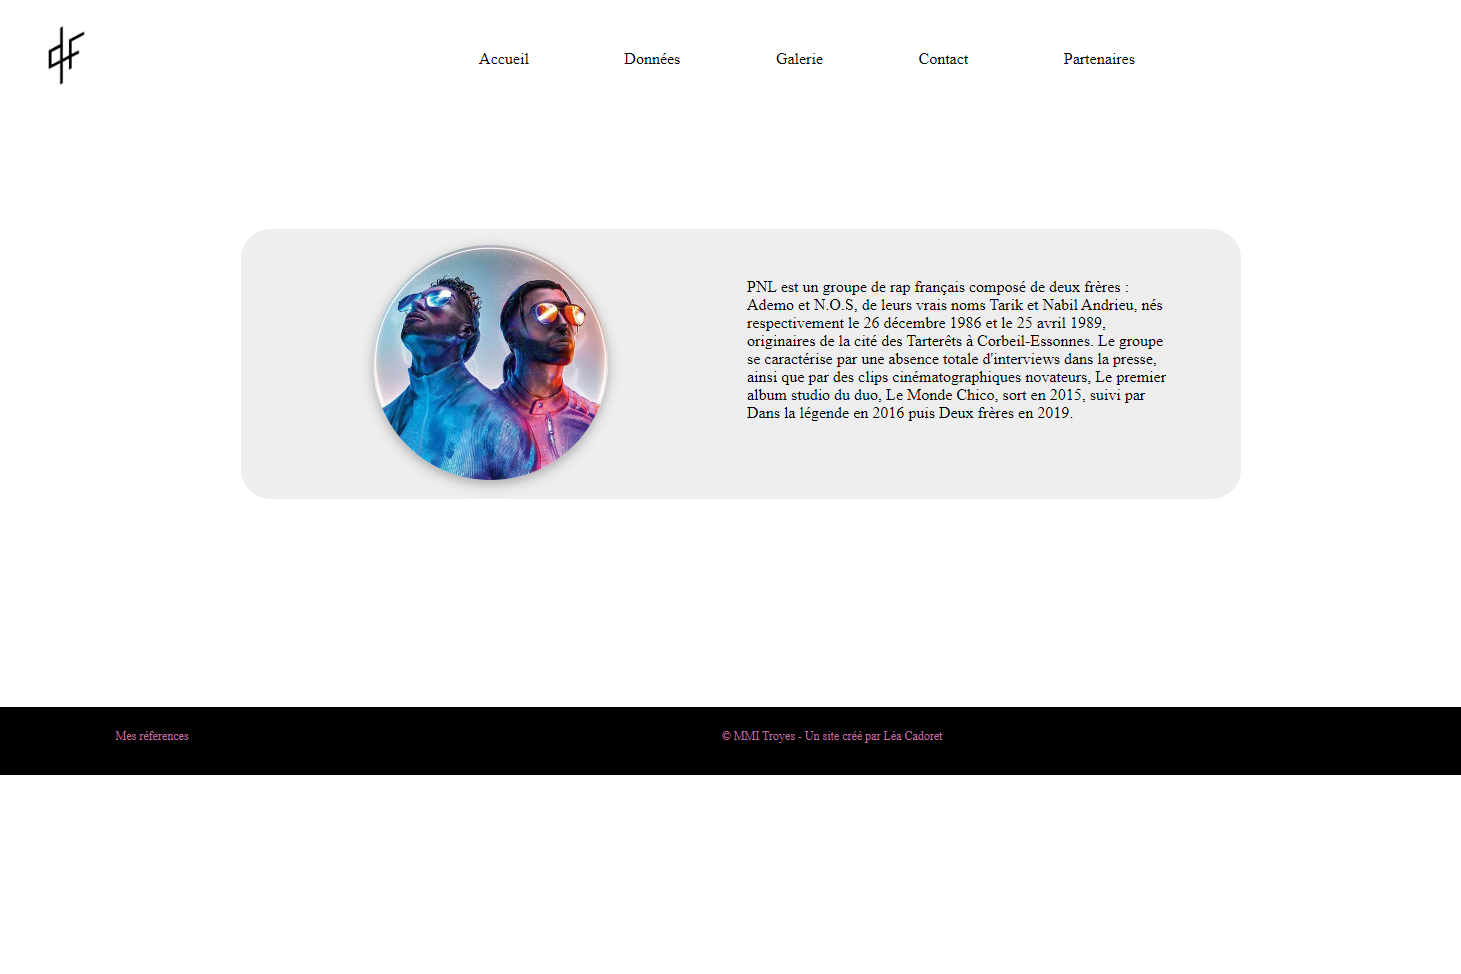 Accueil Données Galerie Contact Partenaires
PNL est un groupe de rap français composé de deux frères :
Ademo et N.O.S, de leurs vrais noms Tarik et Nabil Andrieu, nés
respectivement le 26 décembre 1986 et le 25 avril 1989,
originaires de la cité des Tarterêts à Corbeil-Essonnes. Le groupe
se caractérise par une absence totale d'interviews dans la presse,
ainsi que par des clips cinématographiques novateurs, Le premier
album studio du duo, Le Monde Chico, sort en 2015, suivi par
Dans la légende en 2016 puis Deux frères en 2019.
Mes réferences
© MMI Troyes - Un site créé par Léa Cadoret